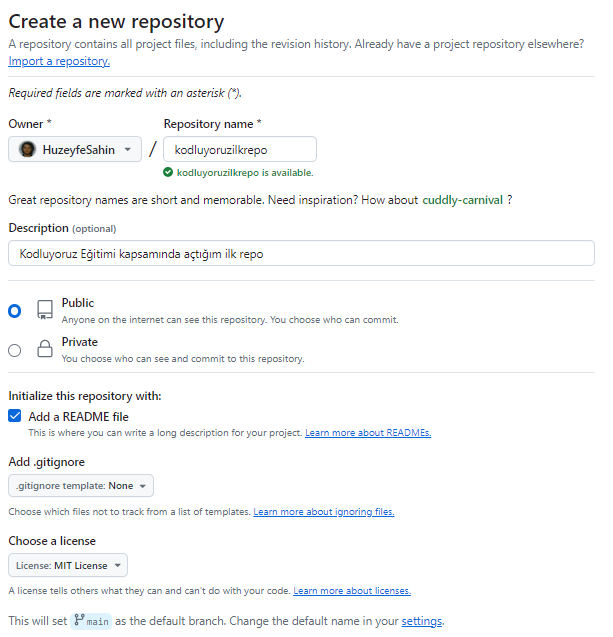 Create a new repository
A repository contains all project files, including the revision history. Already have a project repository elsewhere?
Import a repository.
Required fields are marked with an asterisk (*).
Owner * Repository name *
HuzeyfeSahin / kodluyoruzilkrepo
kodluyoruzilkrepo is available.
Great repository names are short and memorable. Need inspiration? How about cuddly-carnival ?
Description (optional)
Kodluyoruz Eğitimi kapsamında açtığım ilk repo
Public
Anyone on the internet can see this repository. You choose who can commit.
Private
You choose who can see and commit to this repository.
Initialize this repository with:
Add a README file
This is where you can write a long description for your project. Learn more about READMEs.
Add .gitignore
.gitignore template: None
Choose which files not to track from a list of templates. Learn more about ignoring files.
Choose a license
License: MIT License
A license tells others what they can and can't do with your code. Learn more about licenses.
This will set main as the default branch. Change the default name in your settings.